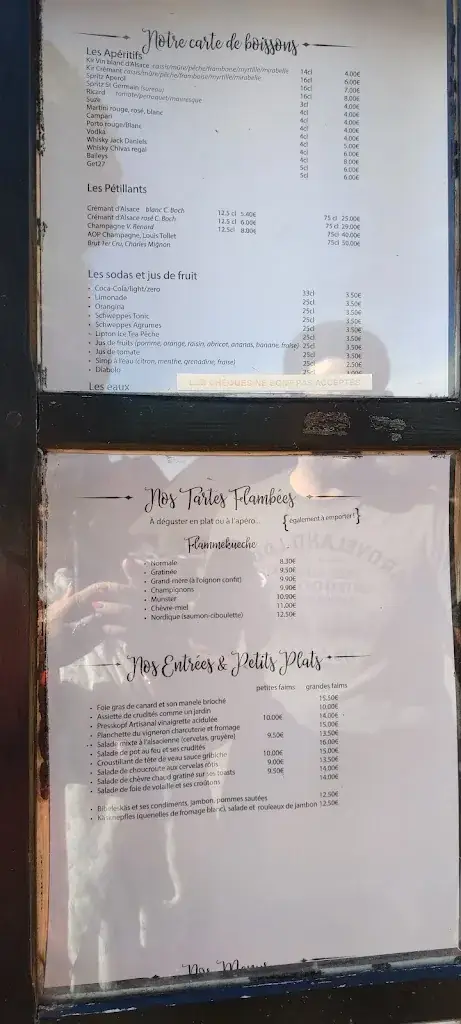 Notre carte de boissons
Les Apéritifs
Kir Vin blanc d'Alsace cassis/mûre/pêche/framboise/myrtille/mirabelle 14cl 4.00€
Kir Crémant cassis/mûre/pêche/framboise/myrtille/mirabelle 16cl 6.00€
Spritz Aperol 16cl 7.00€
Spritz St Germain (sureau) 16cl 8.00€
Ricard tomate/perroquet/mauresque 3cl 4.00€
Suze 4cl 4.00€
Martini rouge, rosé, blanc 4cl 4.00€
Campari 4cl 4.00€
Porto rouge/Blanc 4cl 4.00€
Vodka 4cl 5.00€
Whisky Jack Daniels 4cl 6.00€
Whisky Chivas regal 4cl 8.00€
Baileys 5cl 6.00€
Get27 5cl 6.00€
Les Pétillants
Crémant d'Alsace blanc C. Boch 12.5 cl 5.40€ 75 cl 25.00€
Crémant d'Alsace rosé C. Boch 12.5 cl 6.00€ 75 cl 29.00€
Champagne V. Renard 12.5cl 8.00€ 75cl 40.00€
AOP Champagne, Louis Tollet 75cl 50.00€
Brut 1er Cru, Charles Mignon
Les sodas et jus de fruit
• Coca-Cola/light/zero 33cl 3.50€
• Limonade 25cl 3.50€
• Orangina 25cl 3.50€
• Schweppes Tonic 25cl 3.50€
• Schweppes Agrumes 25cl 3.50€
• Lipton Ice Tea Pêche 25cl 3.50€
• Jus de fruits (pomme, orange, raisin, abricot, ananas, banane, fraise) 25cl 3.50€
• Jus de tomate 25cl 3.50€
• Sirop à l'eau (citron, menthe, grenadine, fraise) 25cl 2.50€
• Diabolo 25cl
Les eaux
LES CHEQUES NE SONT PAS ACCEPTÉS
Nos Tartes Flambées
A déguster en plat ou à l'apéro... {également à emporter !}
Flammekueche
• Normale 8.30€
• Gratinée 9.50€
• Grand-mère (à l'oignon confit) 9.90€
• Champignons 9.90€
• Munster 10.90€
• Chèvre-miel 11.00€
• Nordique (saumon-ciboulette) 12.50€
Nos Entrées & Petits Plats
petites faims grandes faims
• Foie gras de canard et son manele brioché 15.50€
• Assiette de crudités comme un jardin 10.00€
• Presskopf Artisanal vinaigrette acidulée 10.00€ 14.00€
• Planchette du vigneron charcuterie et fromage 15.00€
• Salade mixte à l'alsacienne (cervelas, gruyère) 9.50€ 13.50€
• Salade de pot au feu et ses crudités 16.00€
• Croustillant de tête de veau sauce gribiche 10.00€ 15.00€
• Salade de choucroute aux cervelas rôtis 9.00€ 13.50€
• Salade de chèvre chaud gratiné sur ses toasts 9.50€ 14.00€
• Salade de foie de volaille et ses croûtons 14.00€
• Bibeleskäs et ses condiments, jambon, pommes sautées 12.50€
• Käsknepfles (quenelles de fromage blanc), salade et rouleaux de jambon 12.50€
Nos Menus